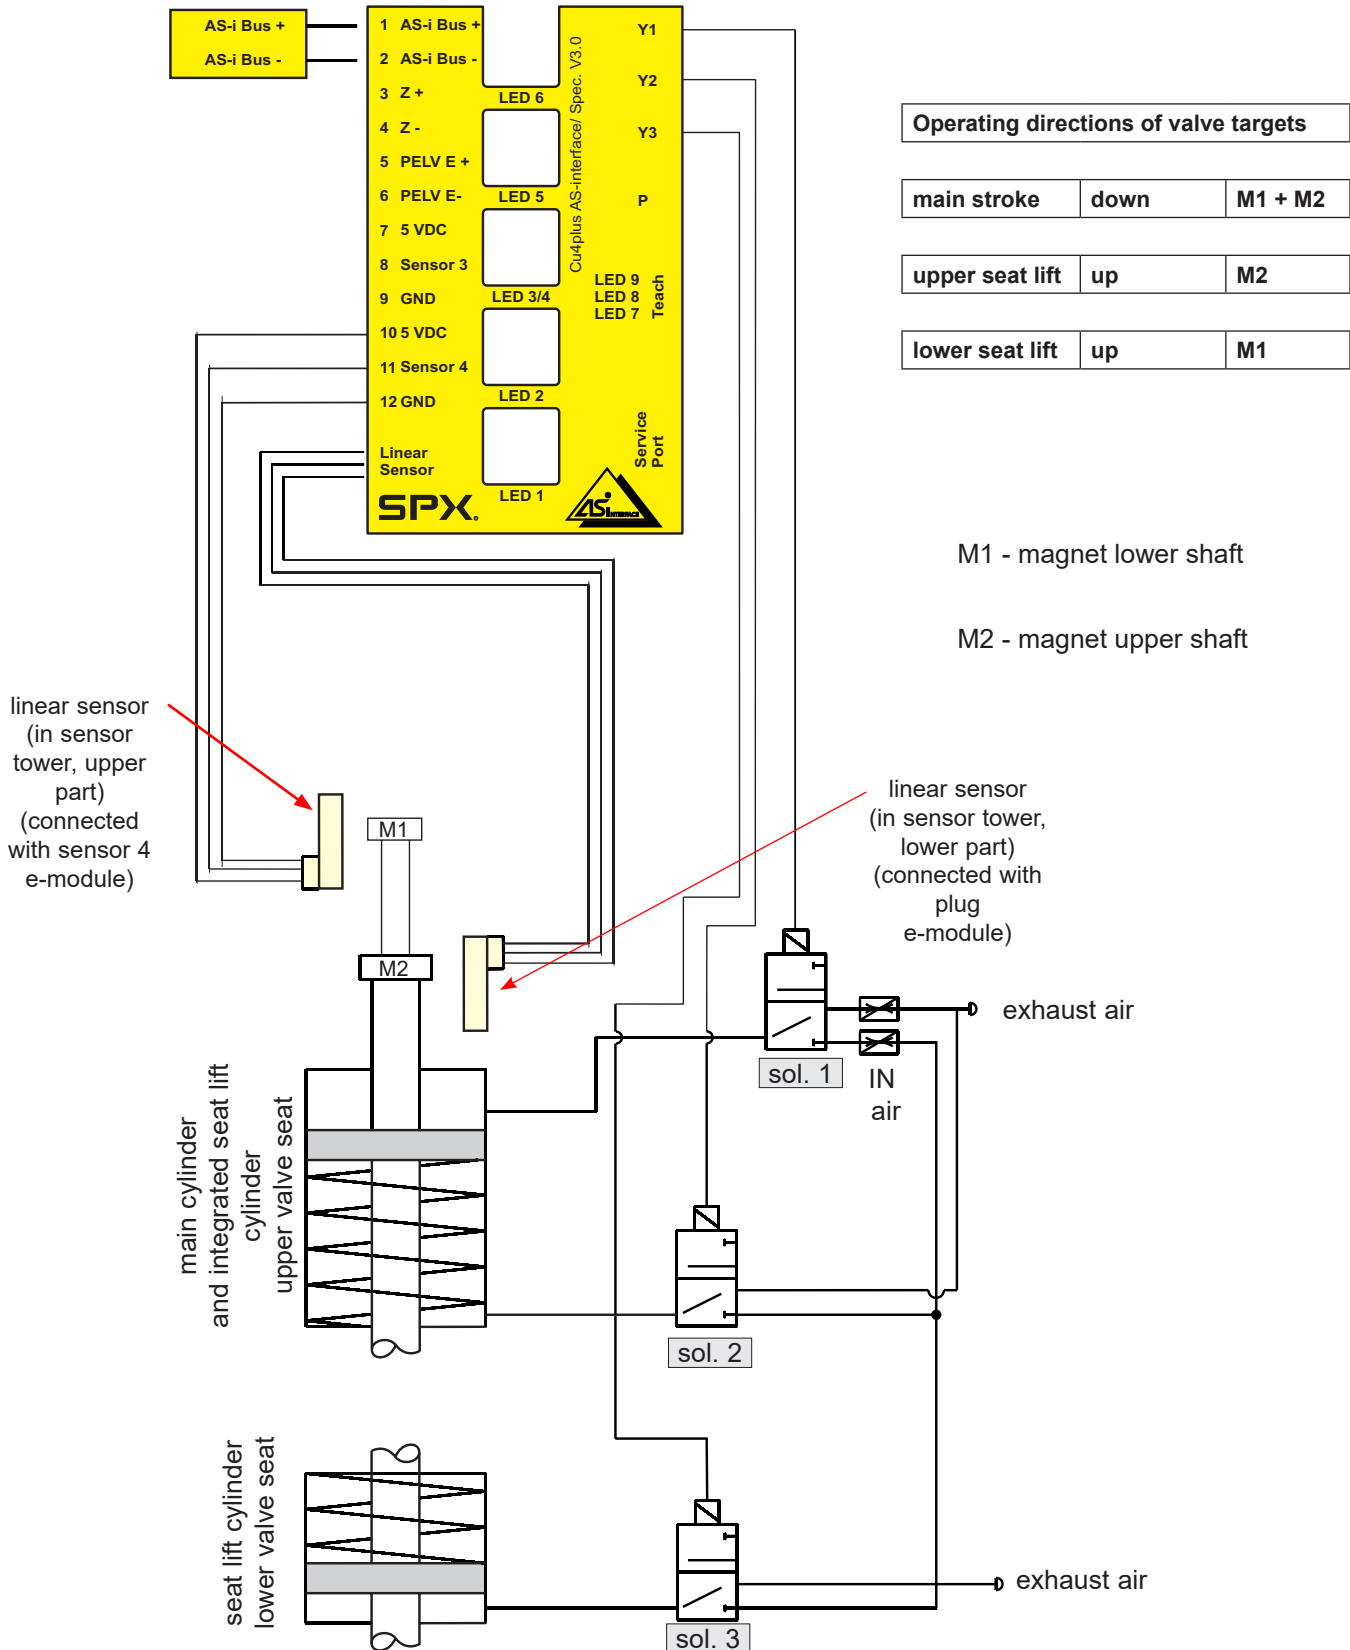 AS-i Bus +
AS-i Bus -
1 AS-i Bus +
2 AS-i Bus -
3 Z +
4 Z -
5 PELV E +
6 PELV E-
7 5 VDC
8 Sensor 3
9 GND
10 5 VDC
11 Sensor 4
12 GND
Linear
Sensor
SPX.
LED 6
LED 5
LED 3/4
LED 2
LED 1
Cu4plus AS-interface/ Spec. V3.0
Y1
Y2
Y3
P
LED 9
LED 8
LED 7
Teach
Service
Port
ASi
INTERFACE
Operating directions of valve targets
main stroke down M1 + M2
upper seat lift up M2
lower seat lift up M1
M1 - magnet lower shaft
M2 - magnet upper shaft
linear sensor
(in sensor
tower, upper
part)
(connected
with sensor 4
e-module)
M1
M2
linear sensor
(in sensor tower,
lower part)
(connected with
plug
e-module)
exhaust air
sol. 1
IN
air
main cylinder
and integrated seat lift
cylinder
upper valve seat
sol. 2
seat lift cylinder
lower valve seat
exhaust air
sol. 3